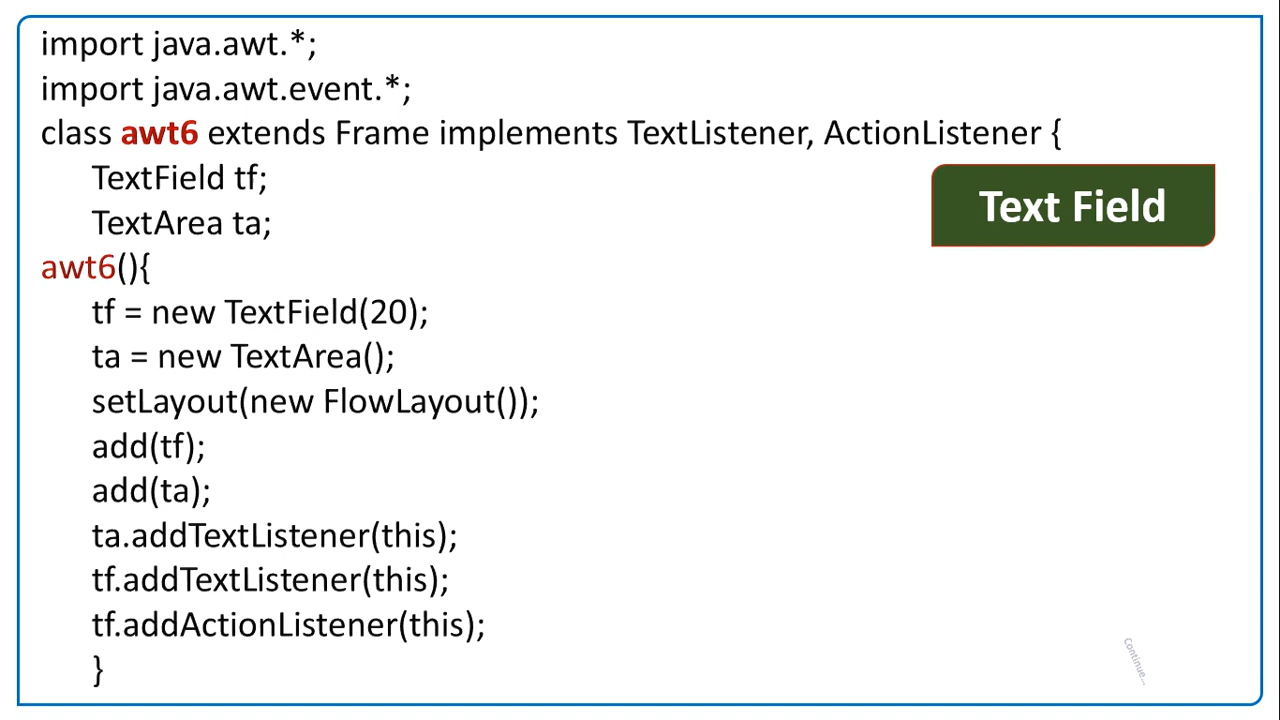 import java.awt.*;
import java.awt.event.*;
class awt6 extends Frame implements TextListener, ActionListener {
TextField tf;
TextArea ta;
Text Field
awt6(){
tf = new TextField(20);
ta = new TextArea();
setLayout(new FlowLayout());
add(tf);
add(ta);
ta.addTextListener(this);
tf.addTextListener(this);
tf.addActionListener(this);
}
Continue...